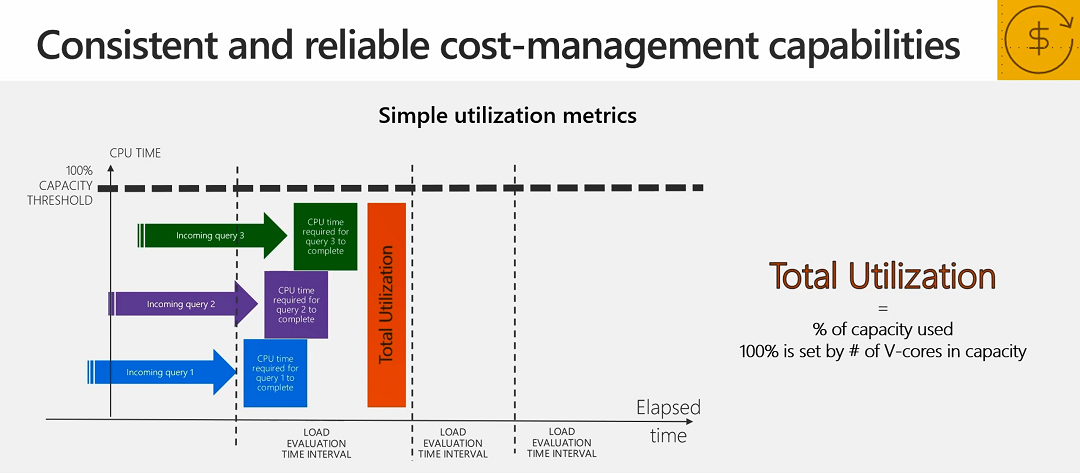 Consistent and reliable cost-management capabilities
$
Simple utilization metrics
CPU TIME
100%
CAPACITY
THRESHOLD
Incoming query 3
CPU time
required for
query 3 to
complete
Incoming query 2
CPU time
required for
query 2 to
complete
Incoming query 1
CPU time
required for
query 1 to
complete
Total Utilization
Total Utilization
=
% of capacity used
100% is set by # of V-cores in capacity
Elapsed
time
LOAD
EVALUATION
TIME INTERVAL
LOAD
EVALUATION
TIME INTERVAL
LOAD
EVALUATION
TIME INTERVAL